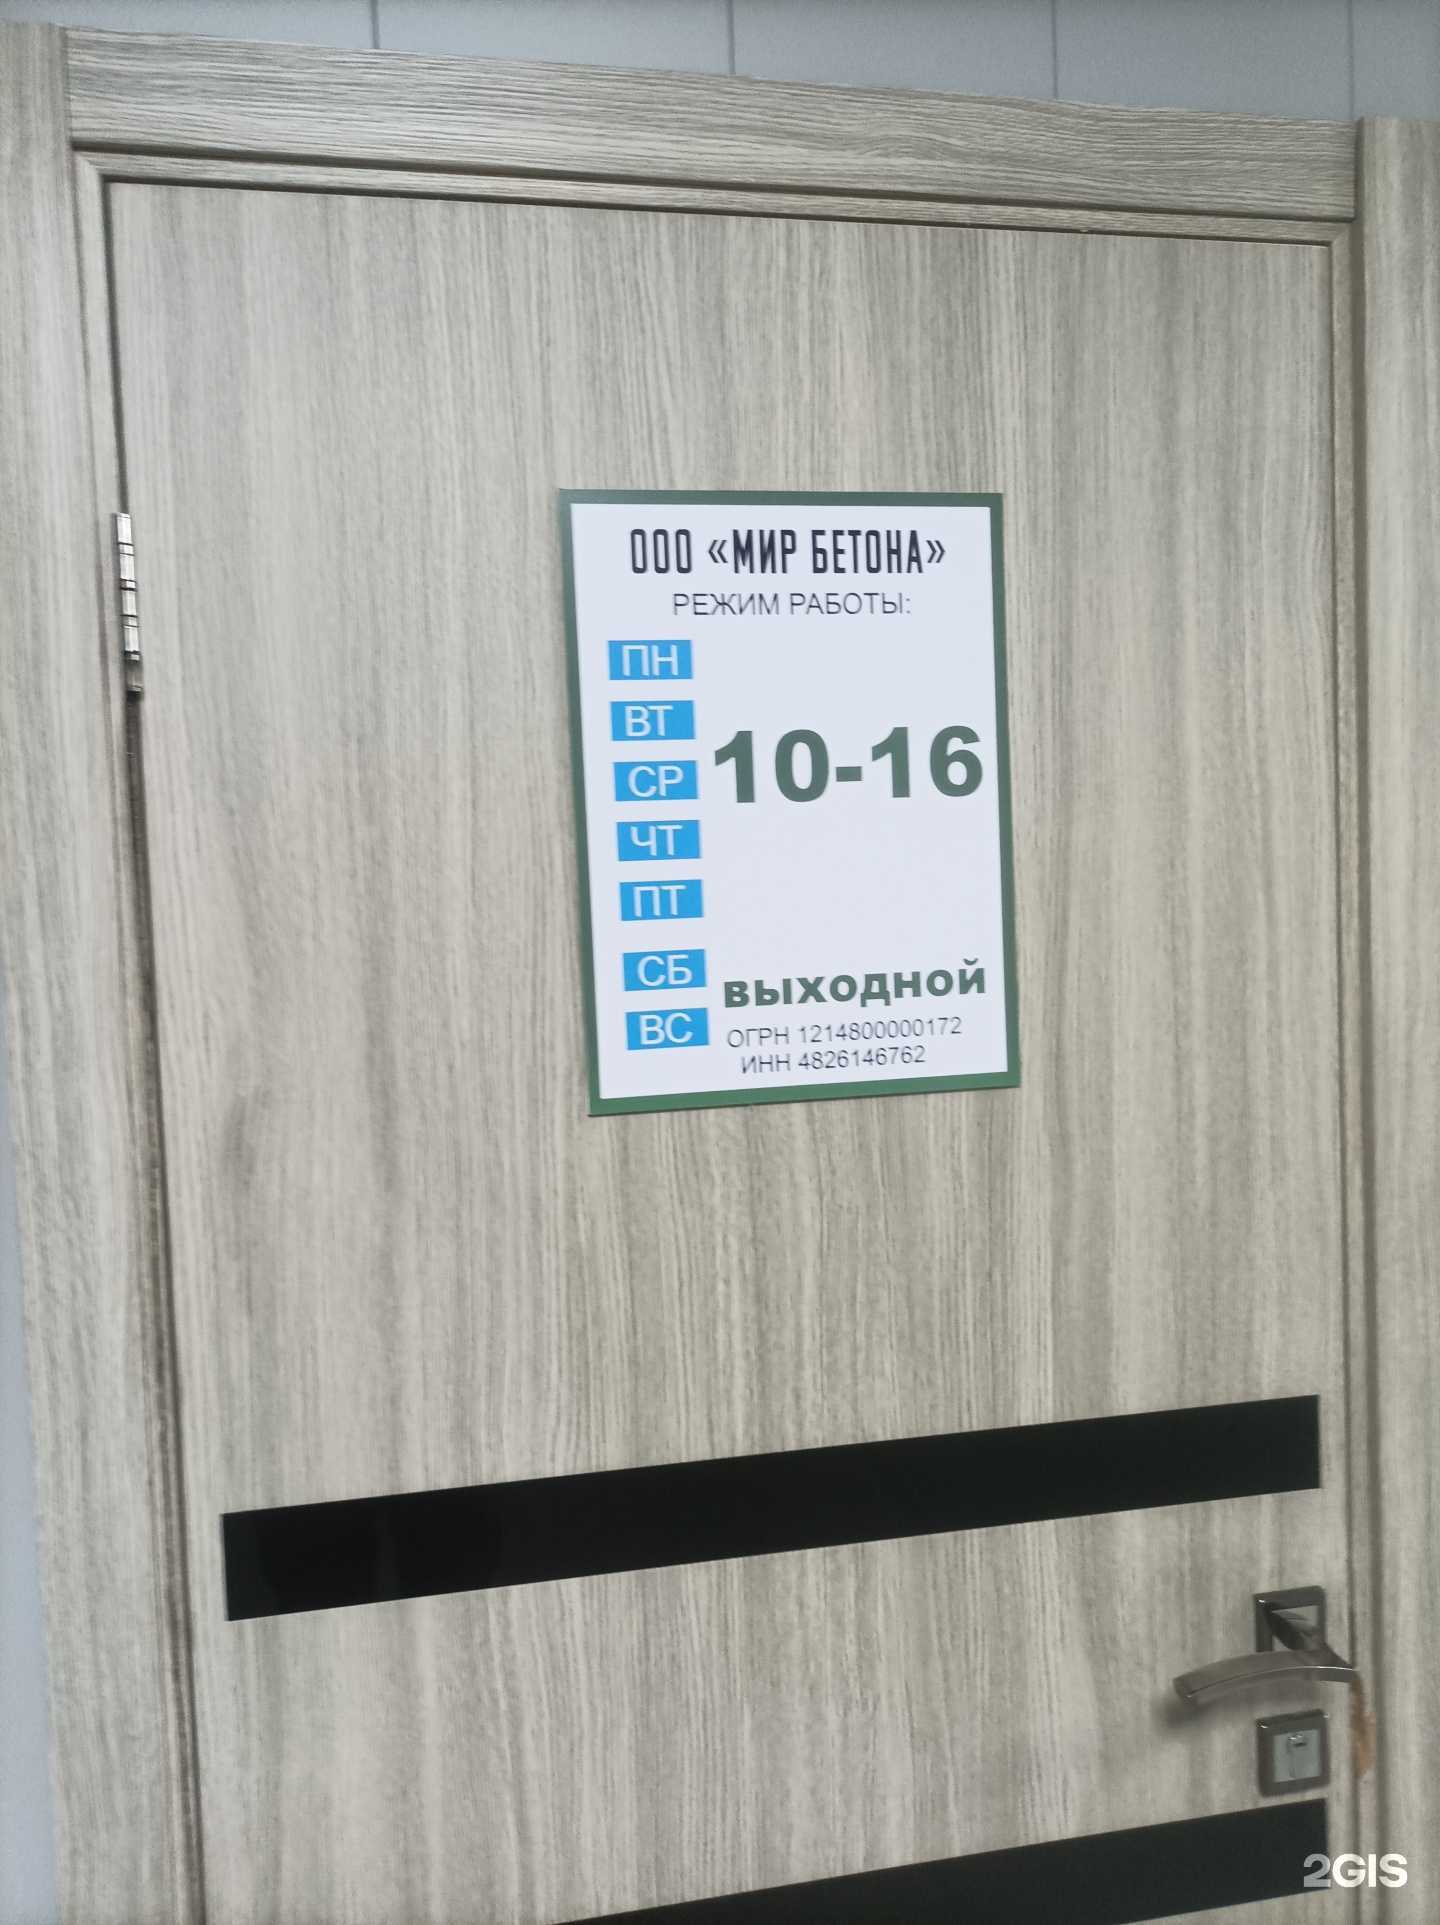 ООО «МИР БЕТОНА»
РЕЖИМ РАБОТЫ:
ПН
ВТ
СР
ЧТ
ПТ
10-16
СБ
ВС
выходной
ОГРН 1214800000172
ИНН 4826146762
2GIS